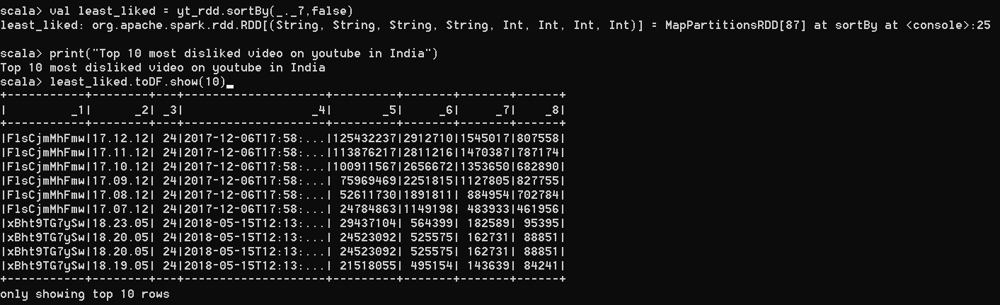 scala> val least_liked = yt_rdd.sortBy(_._7,false)
least_liked: org.apache.spark.rdd.RDD[(String, String, String, String, Int, Int, Int, Int)] = MapPartitionsRDD[87] at sortBy at <console>:25
scala> print("Top 10 most disliked video on youtube in India")
Top 10 most disliked video on youtube in India
scala> least_liked.toDF.show(10)
+-----------+--------+---+--------------------+---------+-------+-------+------+
|         _1|      _2| _3|                  _4|       _5|     _6|     _7|    _8|
+-----------+--------+---+--------------------+---------+-------+-------+------+
|FlsCjmMhFmw|17.12.12| 24|2017-12-06T17:58:...|125432237|2912710|1545017|807558|
|FlsCjmMhFmw|17.11.12| 24|2017-12-06T17:58:...|113876217|2811216|1470387|787174|
|FlsCjmMhFmw|17.10.12| 24|2017-12-06T17:58:...|100911567|2656672|1353650|682890|
|FlsCjmMhFmw|17.09.12| 24|2017-12-06T17:58:...| 75969469|2251815|1127805|827755|
|FlsCjmMhFmw|17.08.12| 24|2017-12-06T17:58:...| 52611730|1891811| 884954|702784|
|FlsCjmMhFmw|17.07.12| 24|2017-12-06T17:58:...| 24784863|1149198| 483933|461956|
|xBht9TG7ySw|18.23.05| 24|2018-05-15T12:13:...| 29437104| 564399| 182589| 95395|
|xBht9TG7ySw|18.20.05| 24|2018-05-15T12:13:...| 24523092| 525575| 162731| 88851|
|xBht9TG7ySw|18.20.05| 24|2018-05-15T12:13:...| 24523092| 525575| 162731| 88851|
|xBht9TG7ySw|18.19.05| 24|2018-05-15T12:13:...| 21518055| 495154| 143639| 84241|
+-----------+--------+---+--------------------+---------+-------+-------+------+
only showing top 10 rows